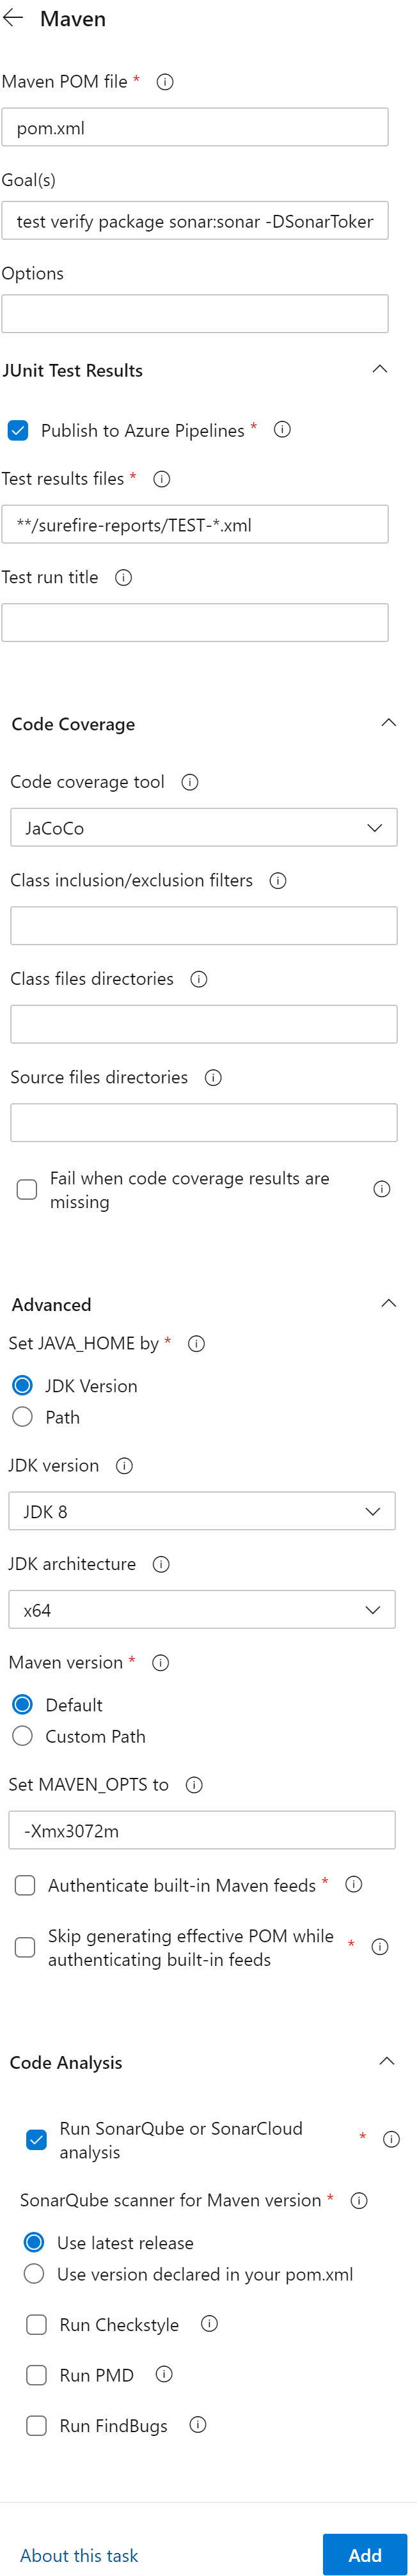 Maven
Maven POM file *
pom.xml
Goal(s)
test verify package sonar:sonar -DSonarToker
Options
JUnit Test Results
Publish to Azure Pipelines *
Test results files *
**/surefire-reports/TEST-*.xml
Test run title
Code Coverage
Code coverage tool
JaCoCo
Class inclusion/exclusion filters
Class files directories
Source files directories
Fail when code coverage results are
missing
Advanced
Set JAVA_HOME by *
JDK Version
Path
JDK version
JDK 8
JDK architecture
x64
Maven version *
Default
Custom Path
Set MAVEN_OPTS to
-Xmx3072m
Authenticate built-in Maven feeds *
Skip generating effective POM while *
authenticating built-in feeds
Code Analysis
Run SonarQube or SonarCloud *
analysis
SonarQube scanner for Maven version *
Use latest release
Use version declared in your pom.xml
Run Checkstyle
Run PMD
Run FindBugs
About this task
Add